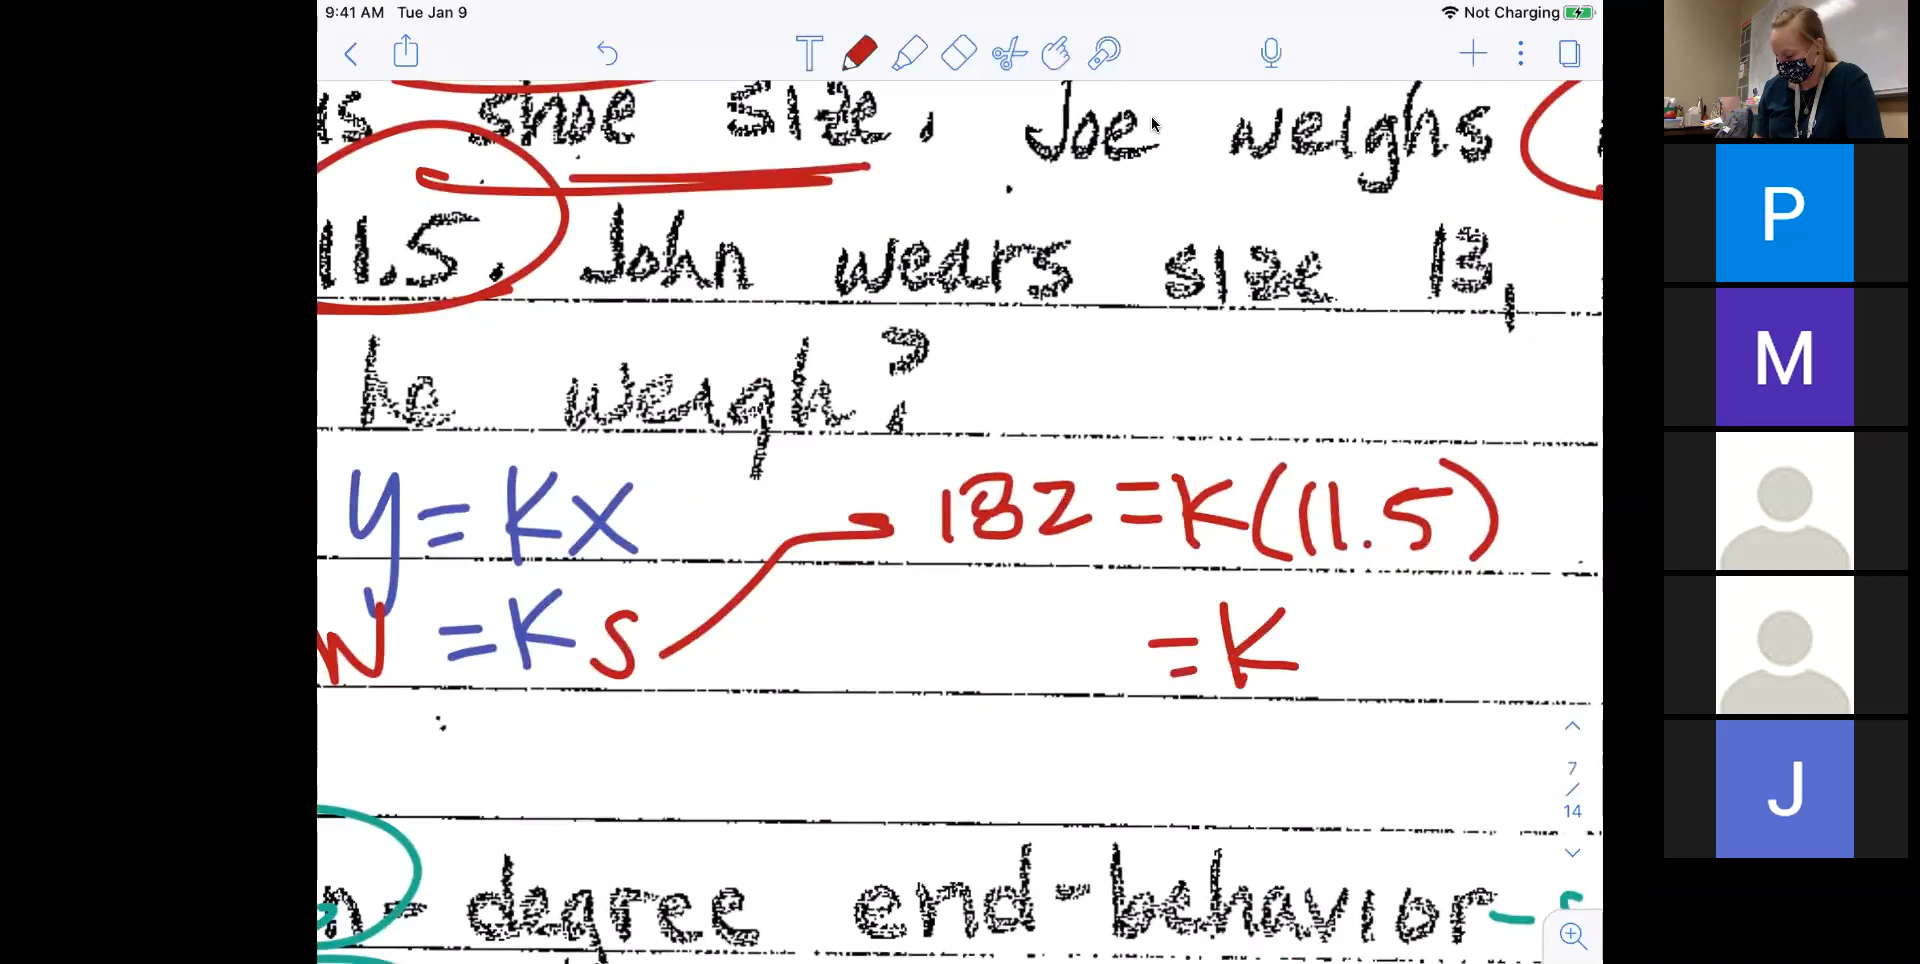 9:41 AM Tue Jan 9
Not Charging
T
shoe size. Joe weighs
11.5. John wears size 13,
he weigh?
y = Kx
182 = K(11.5)
W = KS
= K
7
/
14
n- degree end-behavior-
P
M
J